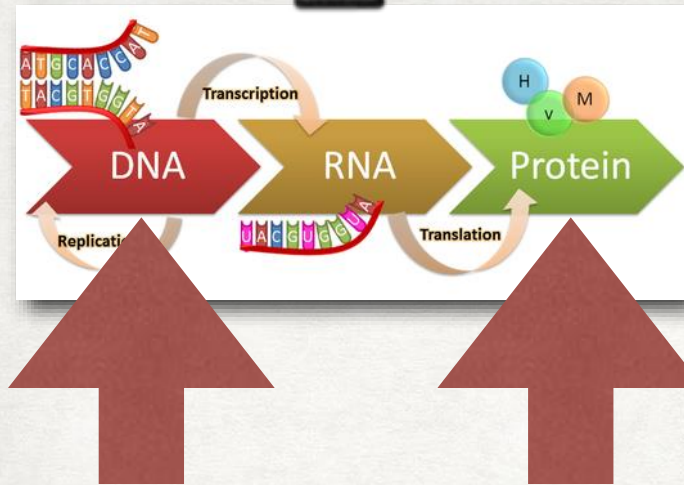 ATGCACCAT
TACGTGGTA
Transcription
H
V
M
DNA
RNA
Protein
UACGUGGUA
Translation